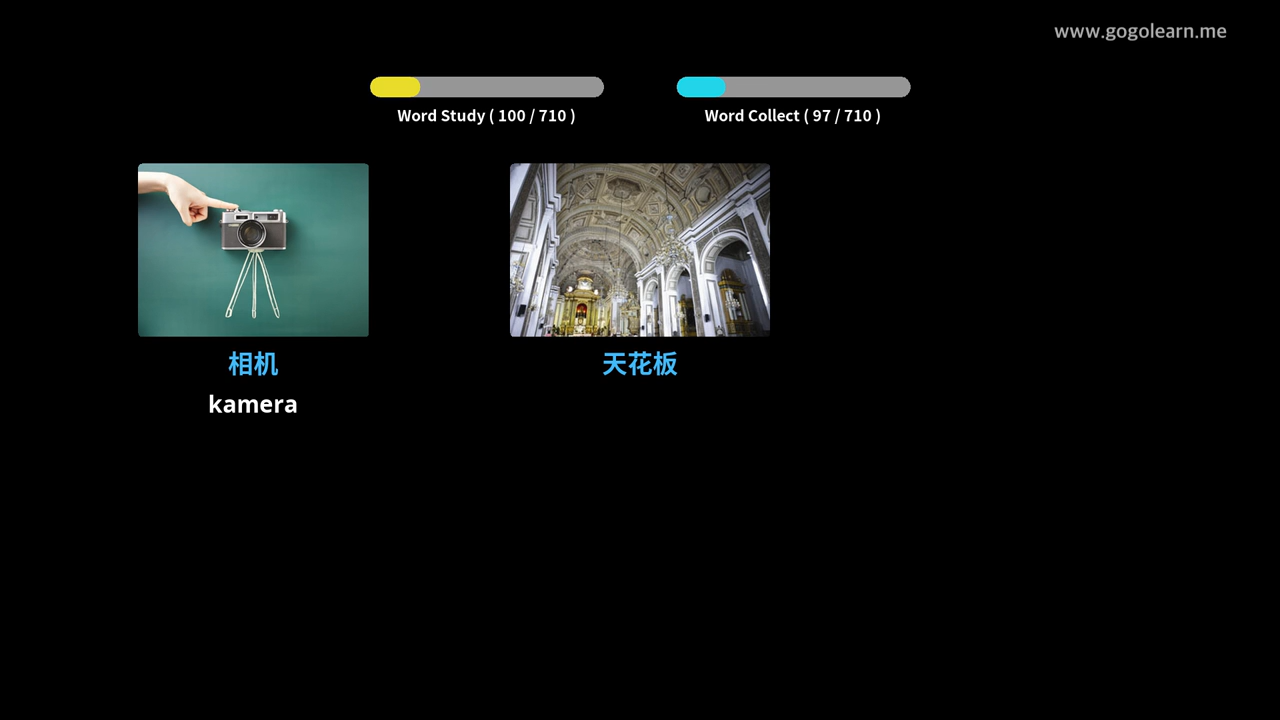 www.gogolearn.me
Word Study ( 100 / 710 )
Word Collect ( 97 / 710 )
相机
天花板
kamera